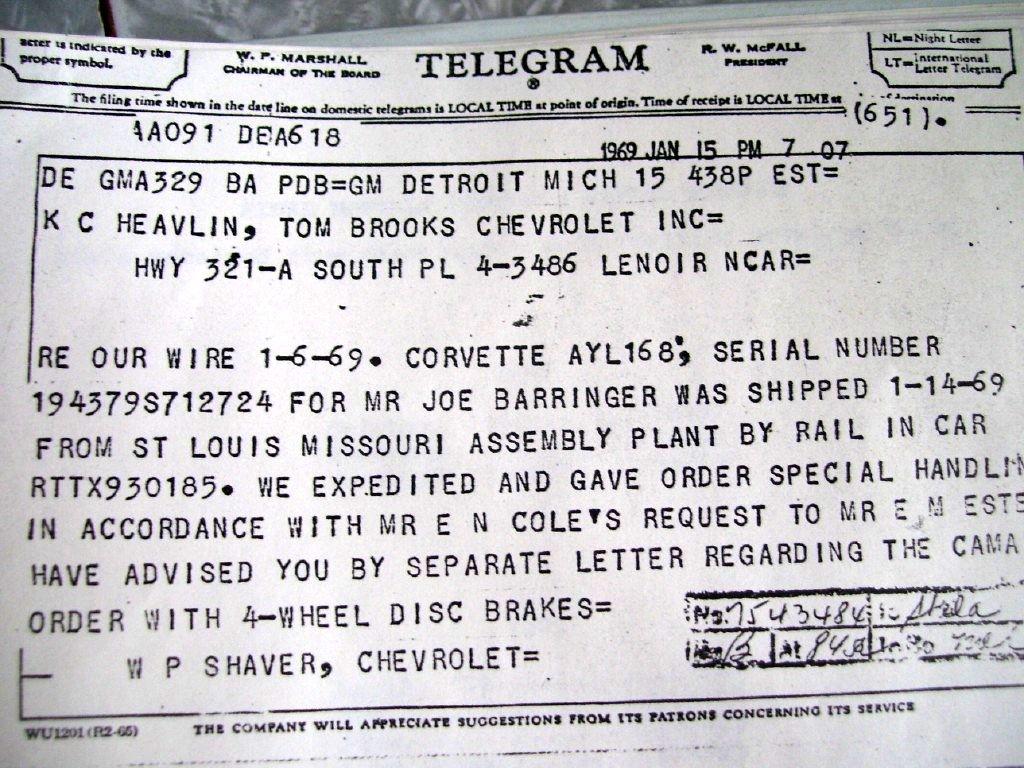 acter is indicated by the
proper symbol.
W. P. MARSHALL
CHAIRMAN OF THE BOARD
TELEGRAM
R. W. McFALL
PRESIDENT
NL=Night Letter
LT=International Letter Telegram
The filing time shown in the date line on domestic telegrams is LOCAL TIME at point of origin. Time of receipt is LOCAL TIME at
AA091 DEA618
(651).
1969 JAN 15 PM 7 07
DE GMA329 BA PDB=GM DETROIT MICH 15 438P EST=
K C HEAVLIN, TOM BROOKS CHEVROLET INC=
HWY 321-A SOUTH PL 4-3486 LENOIR NCAR=
RE OUR WIRE 1-6-69. CORVETTE AYL168, SERIAL NUMBER
194379S712724 FOR MR JOE BARRINGER WAS SHIPPED 1-14-69
FROM ST LOUIS MISSOURI ASSEMBLY PLANT BY RAIL IN CAR
RTTX930185. WE EXPEDITED AND GAVE ORDER SPECIAL HANDLIN
IN ACCORDANCE WITH MR E N COLE'S REQUEST TO MR E M ESTE
HAVE ADVISED YOU BY SEPARATE LETTER REGARDING THE CAMA
ORDER WITH 4-WHEEL DISC BRAKES=
No. 7543484
W P SHAVER, CHEVROLET=
WU1201 (R2-65)
THE COMPANY WILL APPRECIATE SUGGESTIONS FROM ITS PATRONS CONCERNING ITS SERVICE